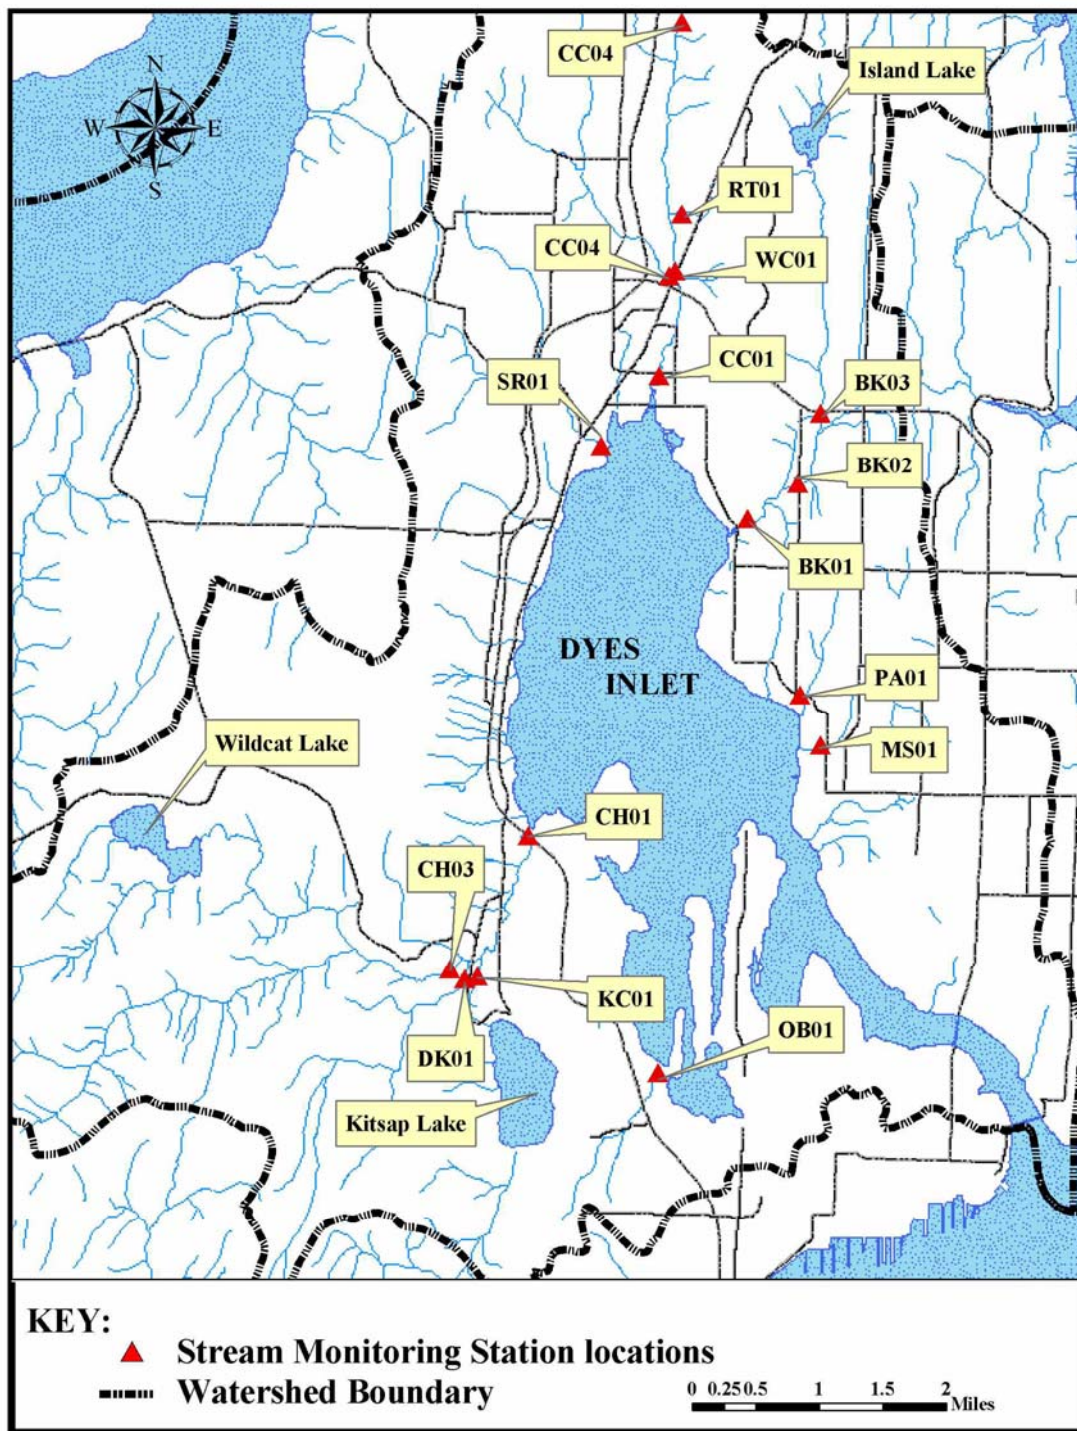 CC04
Island Lake
N
W E
S
RT01
CC04
WC01
CC01
SR01
BK03
BK02
BK01
DYES
INLET
PA01
Wildcat Lake
MS01
CH01
CH03
KC01
OB01
DK01
Kitsap Lake
KEY:
Stream Monitoring Station locations
Watershed Boundary
0 0.25 0.5 1 1.5 2
Miles